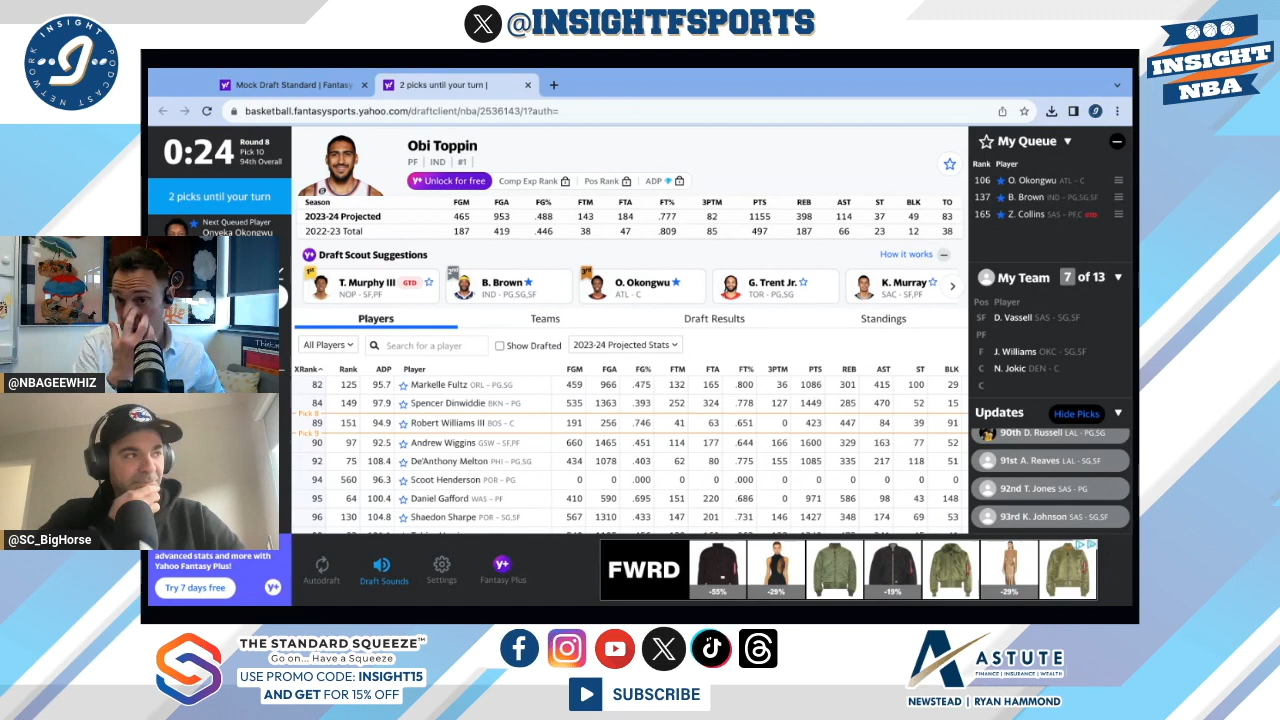 @INSIGHTFSPORTS
INSIGHT
PODCAST NETWORK
INSIGHT
NBA
Mock Draft Standard | Fantasy
2 picks until your turn |
basketball.fantasysports.yahoo.com/draftclient/nba/2536143/1?auth=
0:24
Round 8
Pick 10
94th Overall
2 picks until your turn
Next Queued Player
Onyeka Okongwu
Obi Toppin
PF | IND | #1 |
Y+ Unlock for free
Comp Exp Rank
Pos Rank
ADP
Season FGM FGA FG% FTM FTA FT% 3PTM PTS REB AST ST BLK TO
2023-24 Projected 465 953 .488 143 184 .777 82 1155 398 114 37 49 83
2022-23 Total 187 419 .446 38 47 .809 85 497 187 66 23 12 38
Draft Scout Suggestions
How it works
1st T. Murphy III GTD NOP - SF,PF
2nd B. Brown IND - PG,SG,SF
3rd O. Okongwu ATL - C
G. Trent Jr. TOR - PG,SG
K. Murray SAC - SF,PF
Players Teams Draft Results Standings
All Players
Search for a player
Show Drafted
2023-24 Projected Stats
XRank Rank ADP Player FGM FGA FG% FTM FTA FT% 3PTM PTS REB AST ST BLK
82 125 95.7 Markelle Fultz ORL - PG,SG 459 966 .475 132 165 .800 36 1086 301 415 100 29
84 149 97.9 Spencer Dinwiddie BKN - PG 535 1363 .393 252 324 .778 127 1449 285 470 52 15
Pick 8
89 151 94.9 Robert Williams III BOS - C 191 256 .746 41 63 .651 0 423 447 84 39 91
Pick 9
90 97 92.5 Andrew Wiggins GSW - SF,PF 660 1465 .451 114 177 .644 166 1600 329 163 77 52
92 75 108.4 De'Anthony Melton PHI - PG,SG 434 1078 .403 62 80 .775 155 1085 335 217 118 51
94 560 96.3 Scoot Henderson POR - PG 0 0 .000 0 0 .000 0 0 0 0 0 0
95 64 100.4 Daniel Gafford WAS - PF 410 590 .695 151 220 .686 0 971 586 98 43 148
96 130 104.8 Shaedon Sharpe POR - SG,SF 567 1310 .433 147 201 .731 146 1427 348 174 69 53
My Queue
Rank Player
106 O. Okongwu ATL - C
137 B. Brown IND - PG,SG,SF
165 Z. Collins SAS - PF,C GTD
My Team 7 of 13
Pos Player
SF D. Vassell SAS - SG,SF
PF
F J. Williams OKC - SG,SF
C N. Jokic DEN - C
C
Updates
Hide Picks
90th D. Russell LAL - PG,SG
91st A. Reaves LAL - SG,SF
92nd T. Jones SAS - PG
93rd K. Johnson SAS - SG,SF
@NBAGEEWHIZ
@SC_BigHorse
advanced stats and more with
Yahoo Fantasy Plus!
Try 7 days free
y+
Autodraft
Draft Sounds
Settings
Fantasy Plus
FWRD
-55%
-29%
-19%
-29%
THE STANDARD SQUEEZE™
Go on... Have a Squeeze
USE PROMO CODE: INSIGHT15
AND GET FOR 15% OFF
SUBSCRIBE
ASTUTE
FINANCE | INSURANCE | WEALTH
NEWSTEAD | RYAN HAMMOND